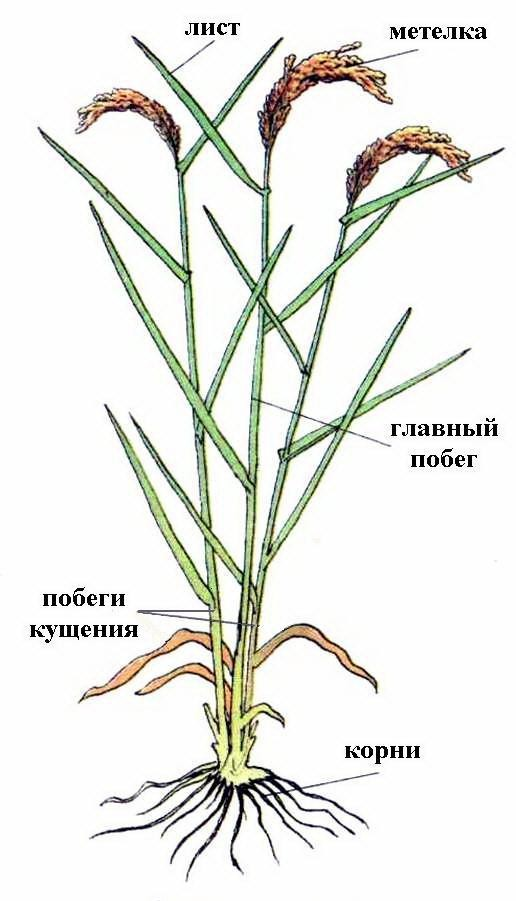 лист
метелка
главный
побег
побеги
кущения
корни